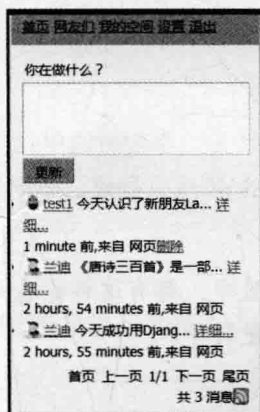 首页 网友们 我的空间 设置 退出
你在做什么？
更新
test1 今天认识了新朋友La... 详
细...
1 minute 前,来自 网页删除
兰迪 《唐诗三百首》是一部... 详
细...
2 hours, 54 minutes 前,来自 网页
兰迪 今天成功用Djang... 详细...
2 hours, 55 minutes 前,来自 网页
首页 上一页 1/1 下一页 尾页
共 3 消息